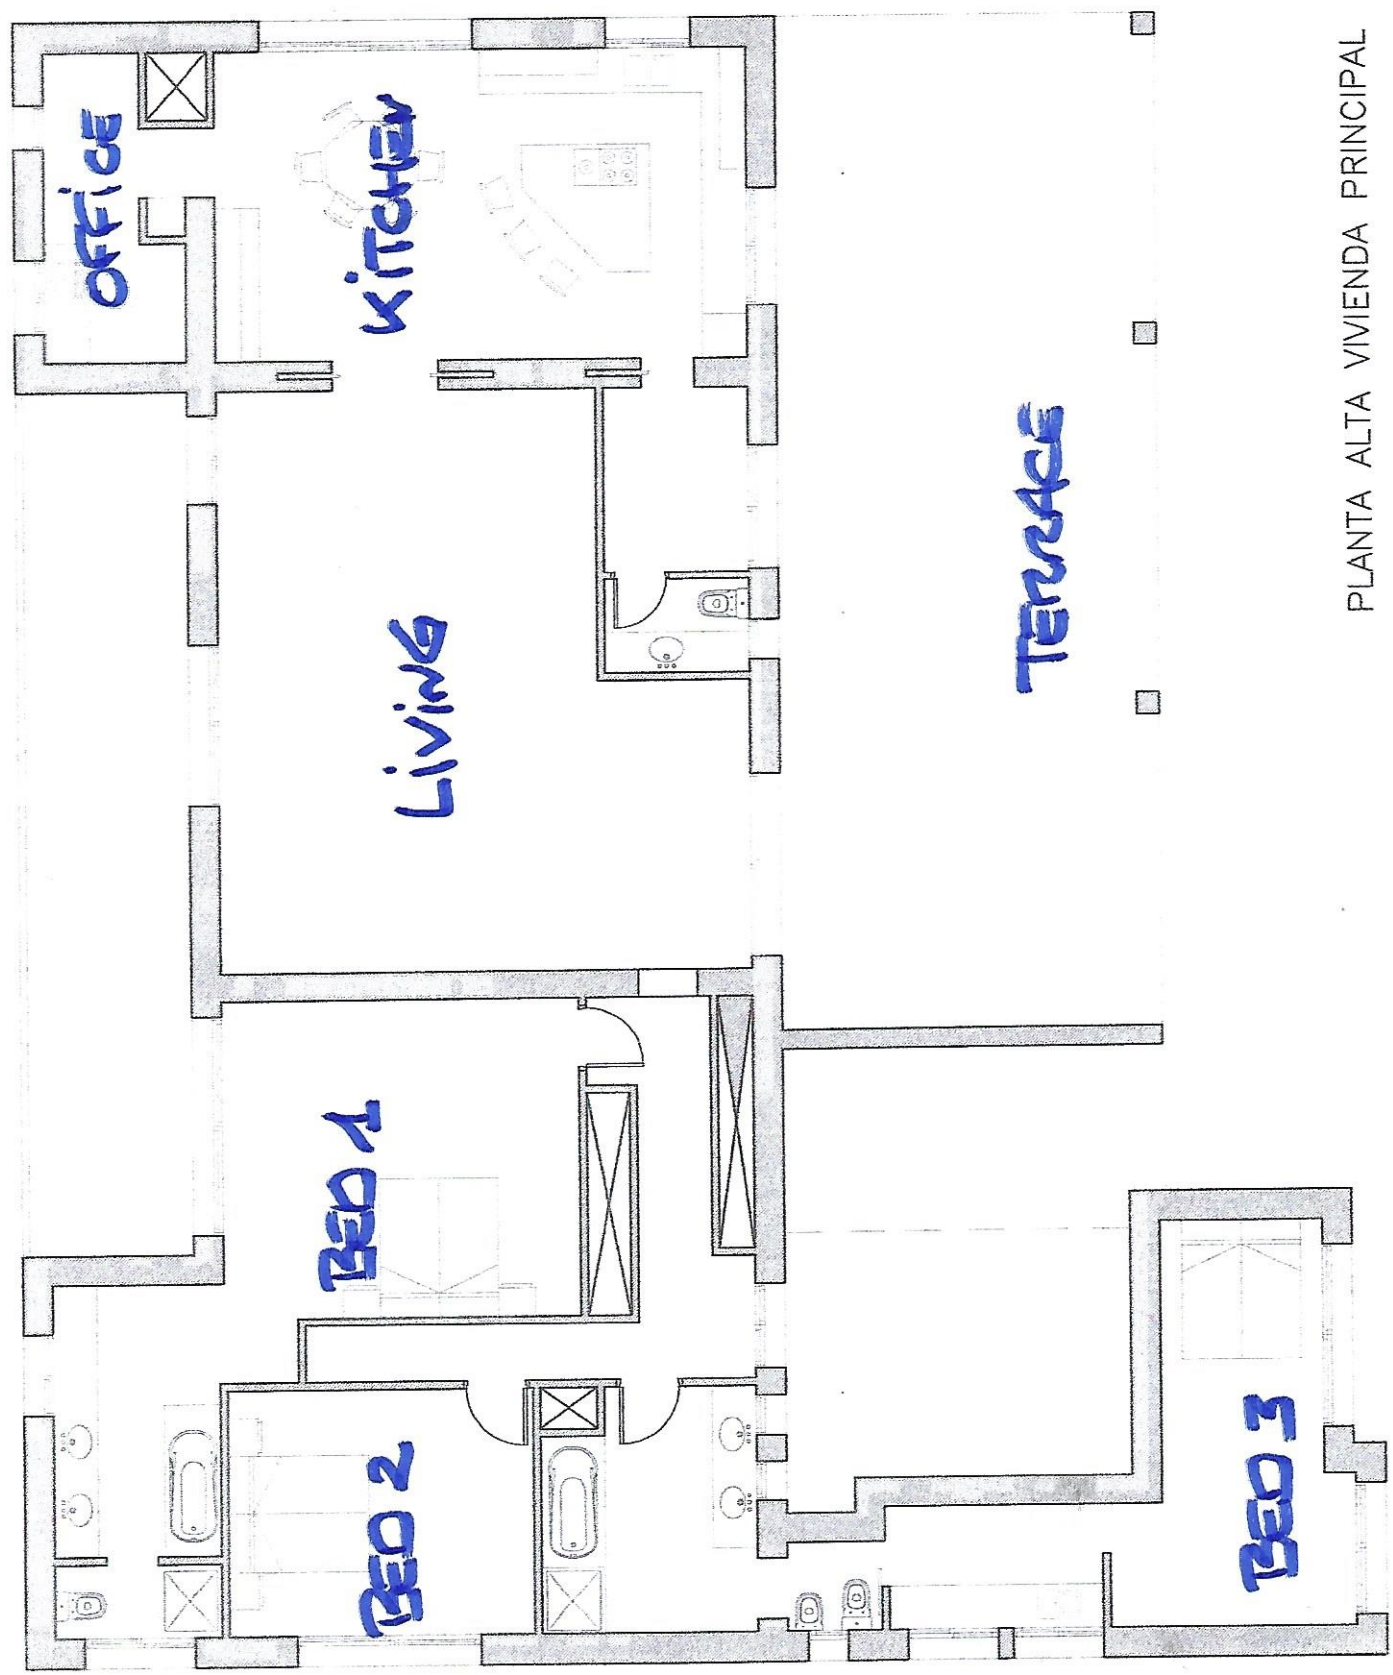 OFFiCE
KiTCHEN
LiViNG
TERRACE
BED 1
BED 2
BED 3
PLANTA ALTA VIVIENDA PRINCIPAL